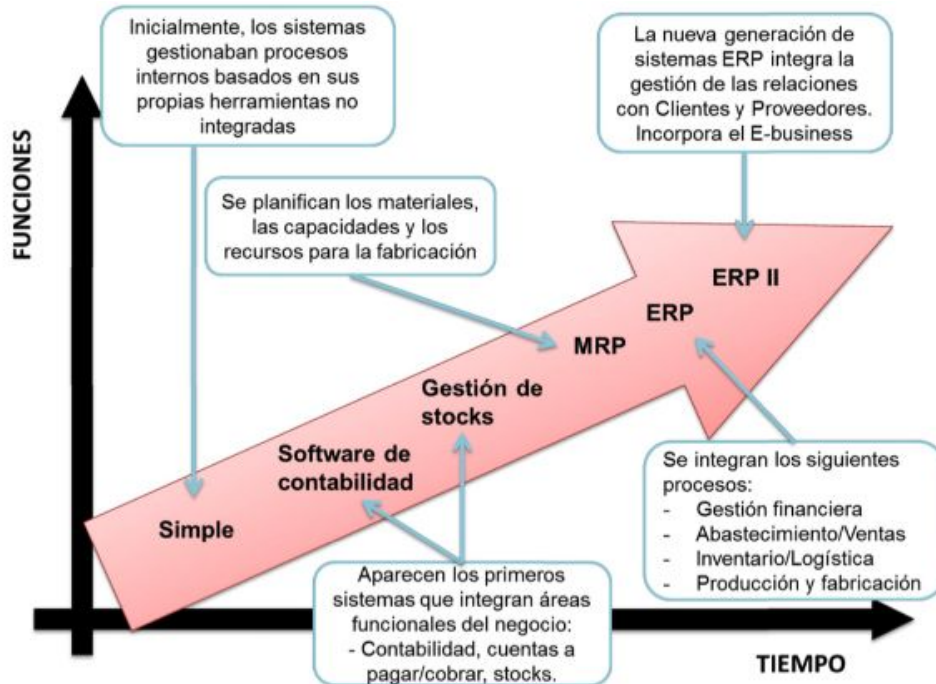 Inicialmente, los sistemas
gestionaban procesos
internos basados en sus
propias herramientas no
integradas
La nueva generación de
sistemas ERP integra la
gestión de las relaciones
con Clientes y Proveedores.
Incorpora el E-business
FUNCIONES
Se planifican los materiales,
las capacidades y los
recursos para la fabricación
ERP II
ERP
MRP
Gestión de
stocks
Software de
contabilidad
Simple
Se integran los siguientes
procesos:
- Gestión financiera
- Abastecimiento/Ventas
- Inventario/Logística
- Producción y fabricación
Aparecen los primeros
sistemas que integran áreas
funcionales del negocio:
- Contabilidad, cuentas a
pagar/cobrar, stocks.
TIEMPO